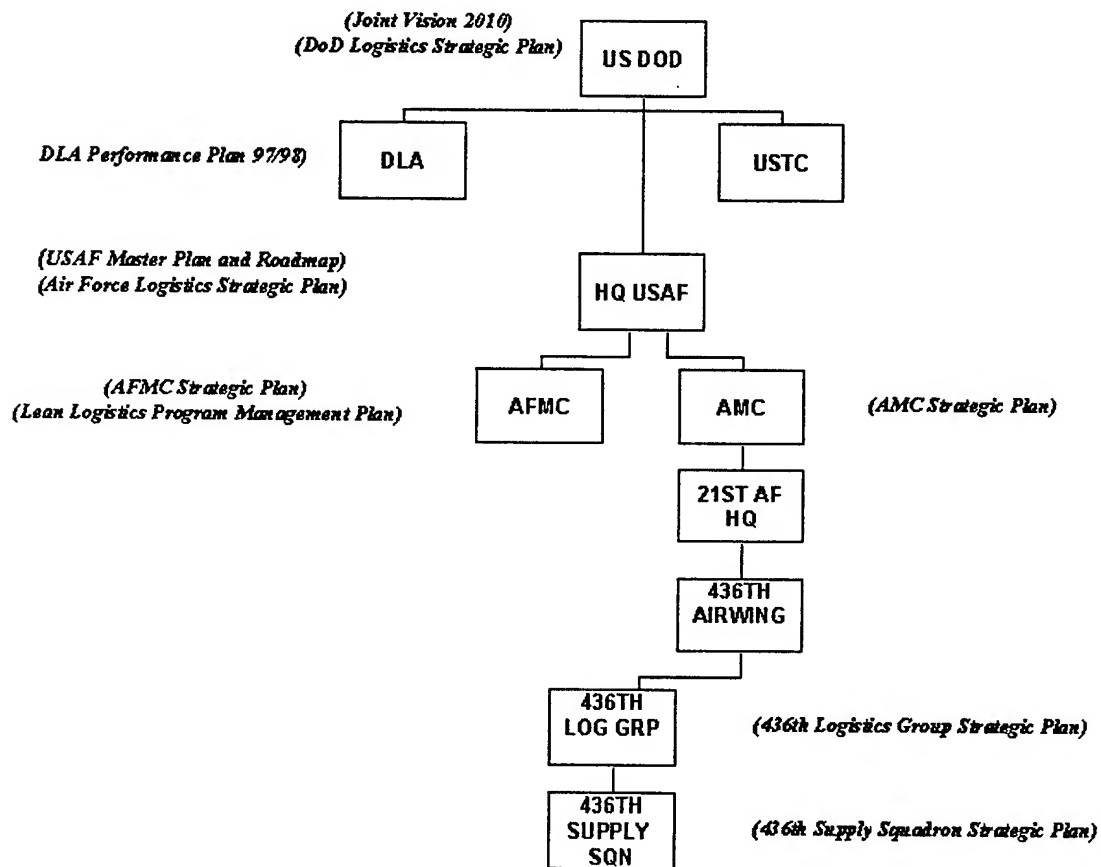 (Joint Vision 2010)
(DoD Logistics Strategic Plan)
US DOD
DLA Performance Plan 97/98)
DLA
USTC
(USAF Master Plan and Roadmap)
(Air Force Logistics Strategic Plan)
HQ USAF
(AFMC Strategic Plan)
(Lean Logistics Program Management Plan)
AFMC
AMC
(AMC Strategic Plan)
21ST AF
HQ
436TH
AIRWING
436TH
LOG GRP
(436th Logistics Group Strategic Plan)
436TH
SUPPLY
SQN
(436th Supply Squadron Strategic Plan)